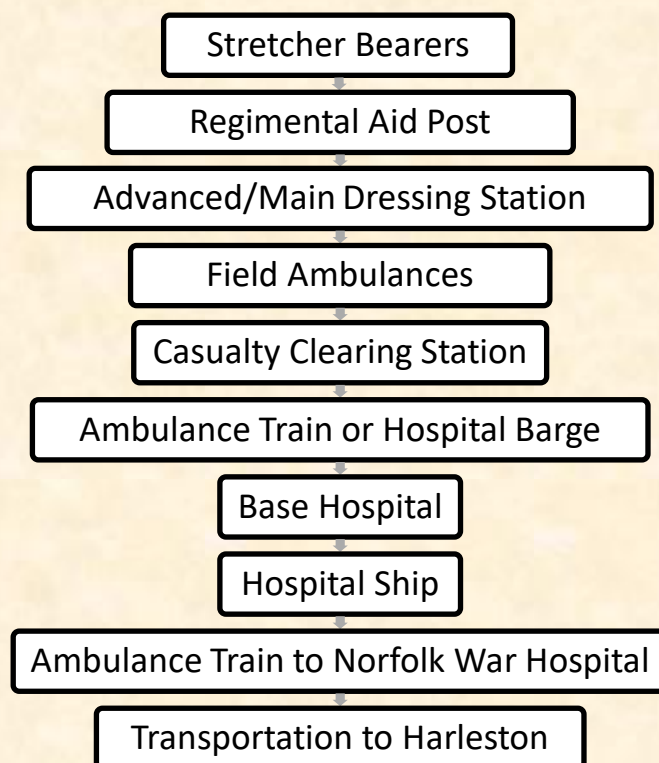 Stretcher Bearers
Regimental Aid Post
Advanced/Main Dressing Station
Field Ambulances
Casualty Clearing Station
Ambulance Train or Hospital Barge
Base Hospital
Hospital Ship
Ambulance Train to Norfolk War Hospital
Transportation to Harleston